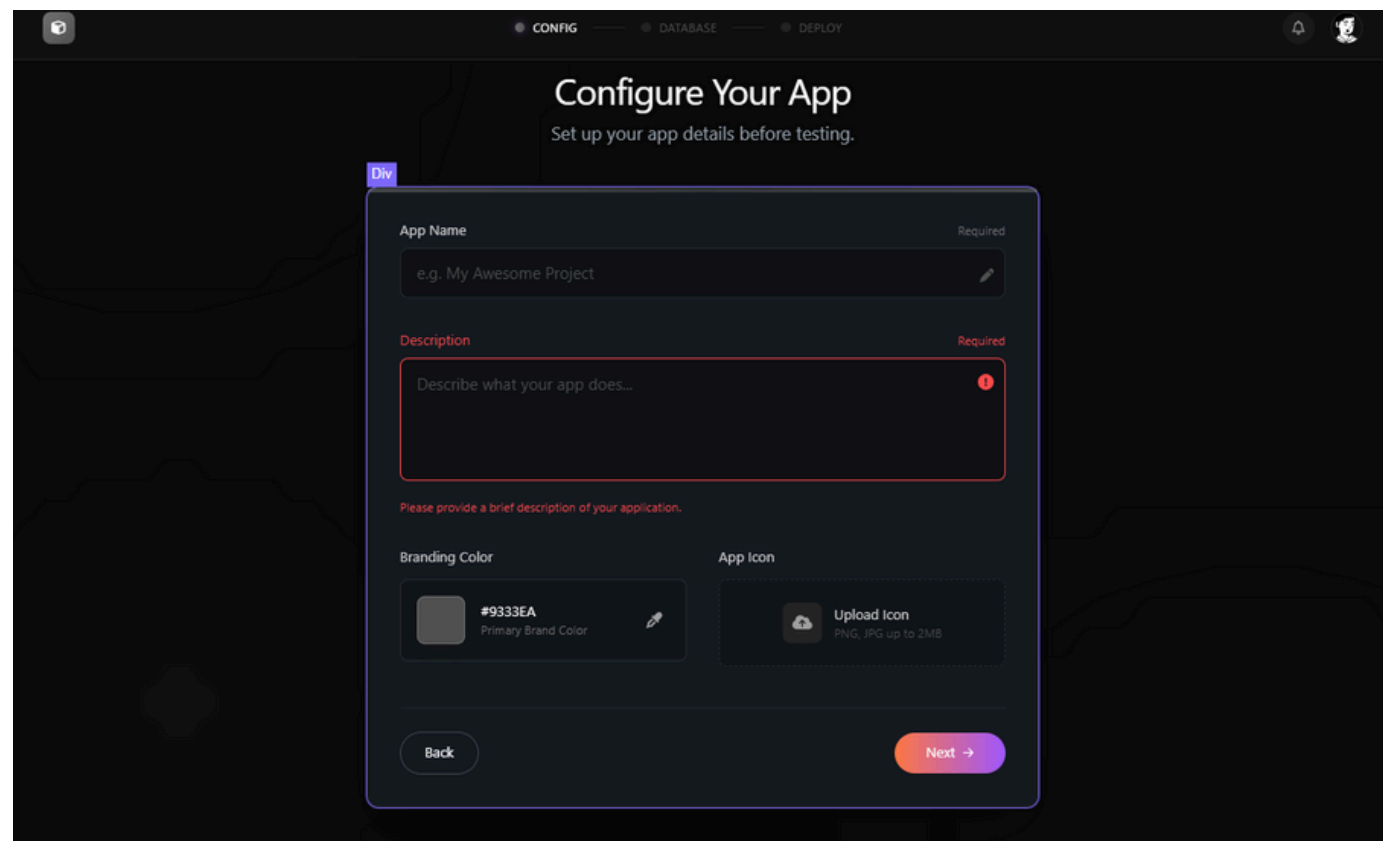 CONFIG DATABASE DEPLOY
Configure Your App
Set up your app details before testing.
Div
App Name Required
e.g. My Awesome Project
Description Required
Describe what your app does...
Please provide a brief description of your application.
Branding Color App Icon
#9333EA Upload Icon
Primary Brand Color PNG, JPG up to 2MB
Back Next →